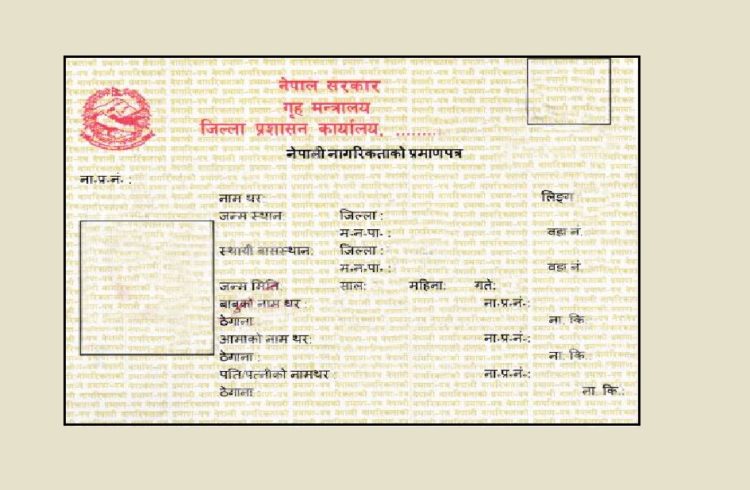 नेपाल सरकार
गृह मन्त्रालय
जिल्ला प्रशासन कार्यालय, ........
नेपाली नागरिकताको प्रमाणपत्र
ना.प्र.नं. :
नाम थर: लिङ्ग :
जन्म स्थान: जिल्ला :
म.न.पा. : वडा नं.
स्थायी बासस्थान: जिल्ला :
म.न.पा. : वडा नं.
जन्म मिति: साल: महिना: गते:
बाबुको नाम थर : ना.प्र.नं.:
ठेगाना : ना. कि.:
आमाको नाम थर: ना.प्र.नं.:
ठेगाना : ना. कि.:
पति/पत्नीको नामथर : ना.प्र.नं.:
ठेगाना : ना. कि.: